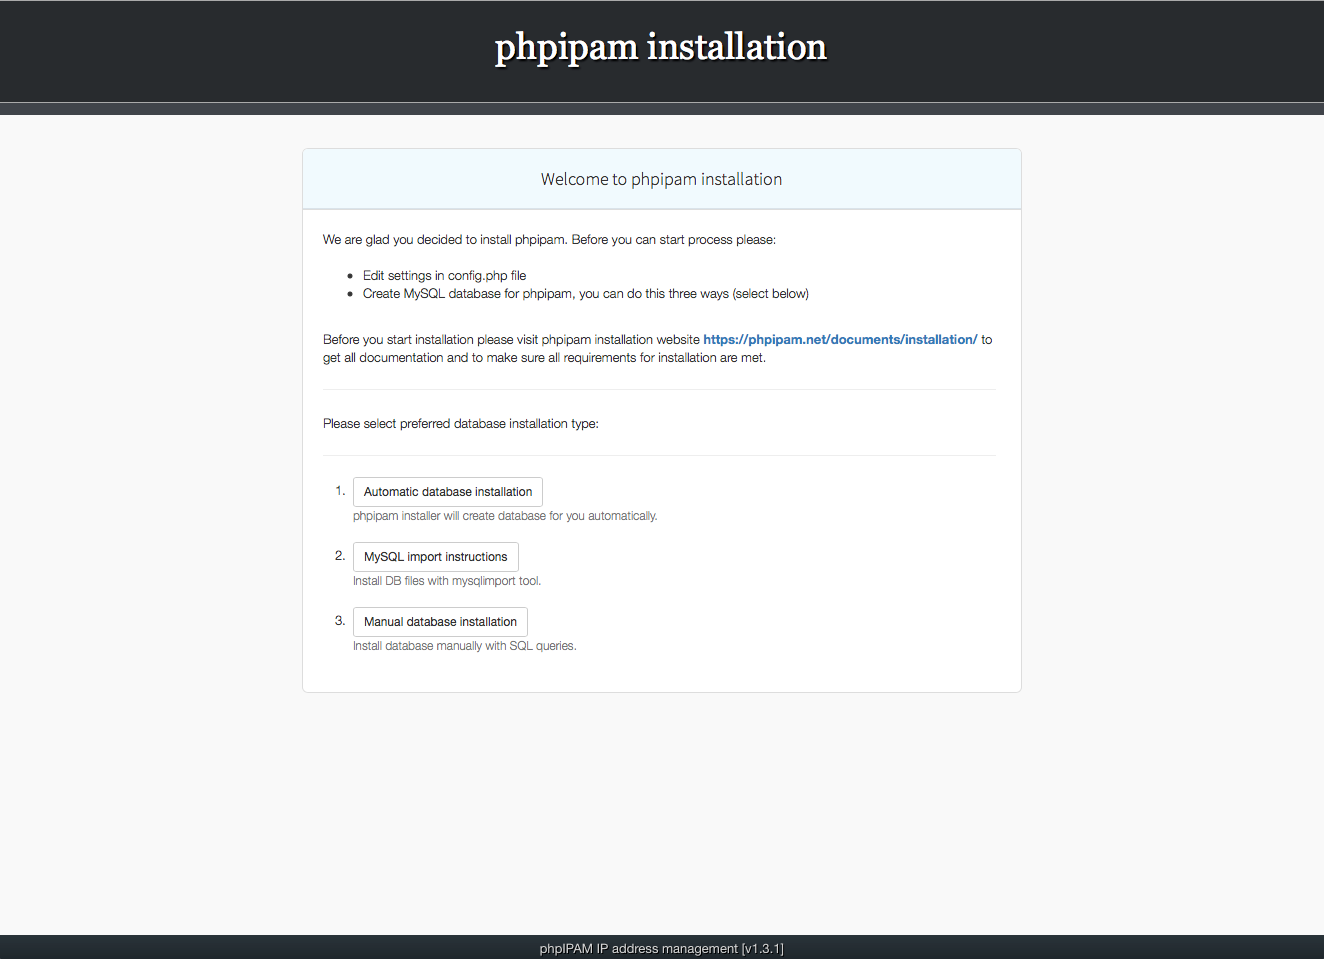 phpipam installation
Welcome to phpipam installation
We are glad you decided to install phpipam. Before you can start process please:
• Edit settings in config.php file
• Create MySQL database for phpipam, you can do this three ways (select below)
Before you start installation please visit phpipam installation website https://phpipam.net/documents/installation/ to
get all documentation and to make sure all requirements for installation are met.
Please select preferred database installation type:
1. Automatic database installation
phpipam installer will create database for you automatically.
2. MySQL import instructions
Install DB files with mysqlimport tool.
3. Manual database installation
Install database manually with SQL queries.
phpIPAM IP address management [v1.3.1]